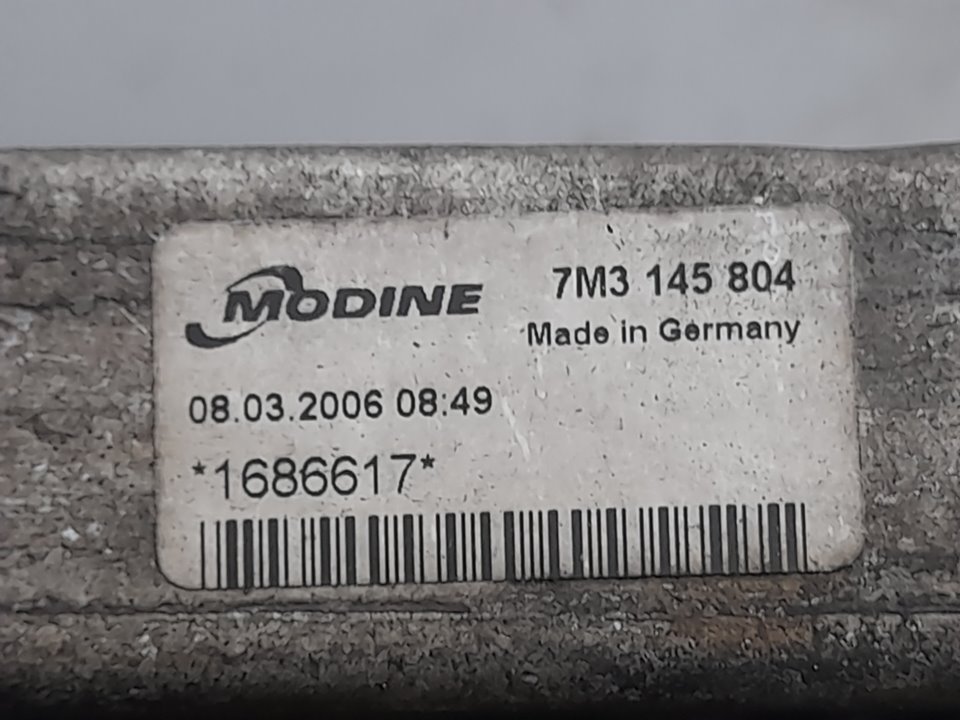 MODINE
7M3 145 804
Made in Germany
08.03.2006 08:49
*1686617*